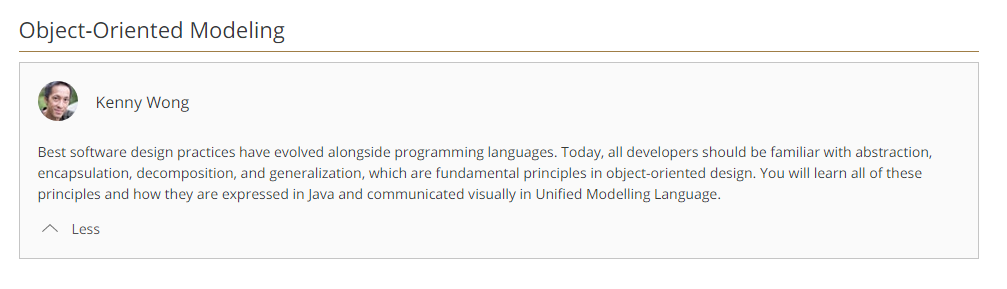 Object-Oriented Modeling
Kenny Wong
Best software design practices have evolved alongside programming languages. Today, all developers should be familiar with abstraction,
encapsulation, decomposition, and generalization, which are fundamental principles in object-oriented design. You will learn all of these
principles and how they are expressed in Java and communicated visually in Unified Modelling Language.
Less